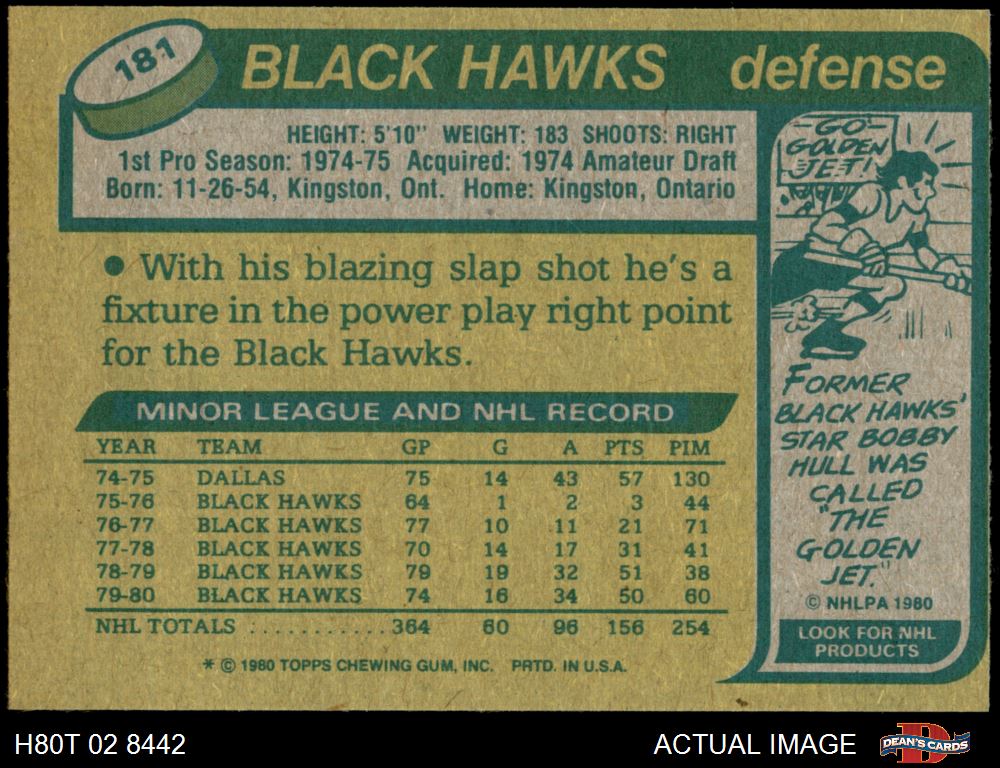 181
BLACK HAWKS defense
HEIGHT: 5'10" WEIGHT: 183 SHOOTS: RIGHT
1st Pro Season: 1974-75 Acquired: 1974 Amateur Draft
Born: 11-26-54, Kingston, Ont. Home: Kingston, Ontario
• With his blazing slap shot he's a
fixture in the power play right point
for the Black Hawks.
MINOR LEAGUE AND NHL RECORD
YEAR TEAM GP G A PTS PIM
74-75 DALLAS 75 14 43 57 130
75-76 BLACK HAWKS 64 1 2 3 44
76-77 BLACK HAWKS 77 10 11 21 71
77-78 BLACK HAWKS 70 14 17 31 41
78-79 BLACK HAWKS 79 19 32 51 38
79-80 BLACK HAWKS 74 16 34 50 60
NHL TOTALS ............364 60 96 156 254
* © 1980 TOPPS CHEWING GUM, INC. PRTD. IN U.S.A.
-GO-
GOLDEN
JET!
FORMER
BLACK HAWKS'
STAR BOBBY
HULL WAS
CALLED
"THE
GOLDEN
JET."
© NHLPA 1980
LOOK FOR NHL
PRODUCTS
H80T 02 8442
ACTUAL IMAGE
D
DEAN'S CARDS